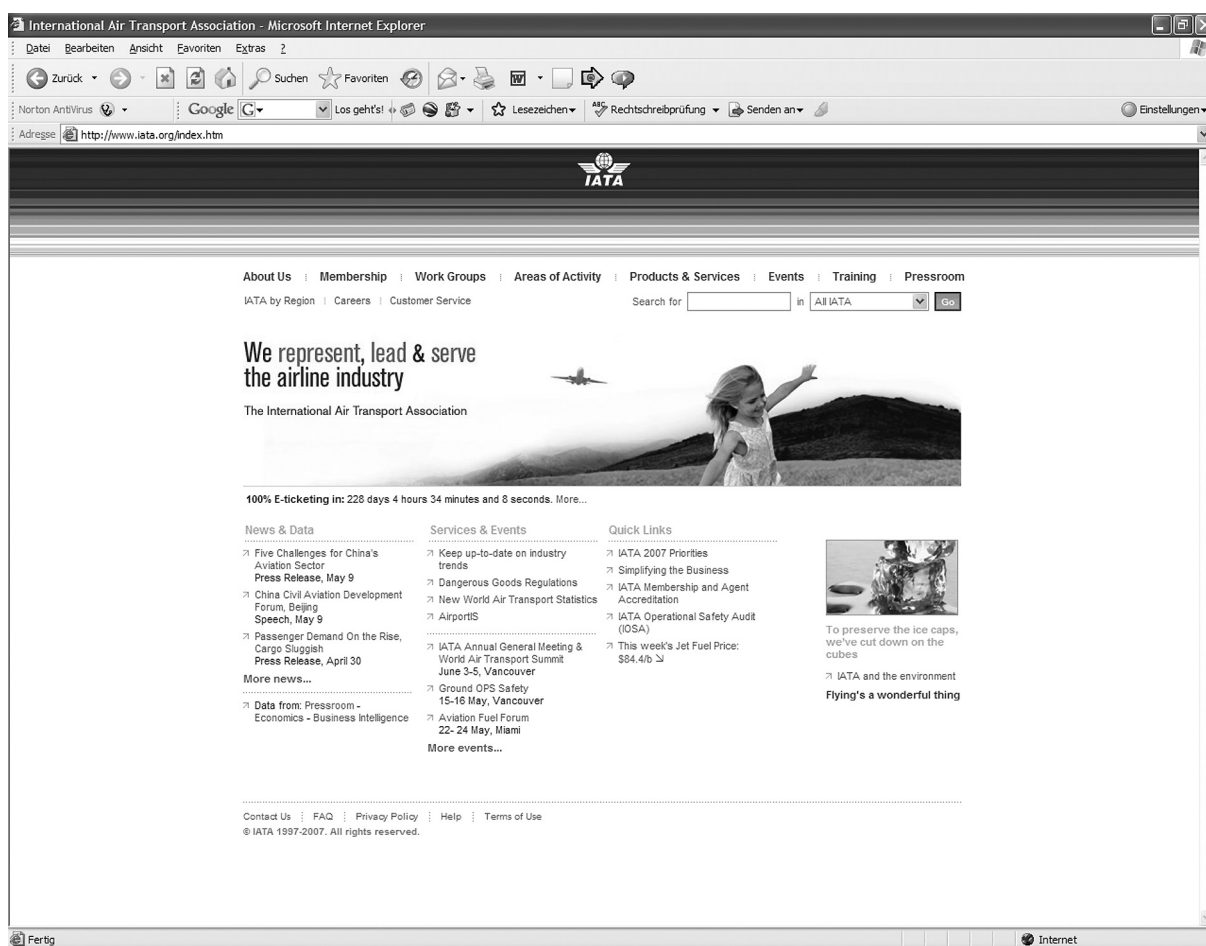 International Air Transport Association - Microsoft Internet Explorer
Datei Bearbeiten Ansicht Favoriten Extras ?
Zurück Suchen Favoriten
Norton AntiVirus Google G Los geht's! Lesezeichen ABC Rechtschreibprüfung Senden an Einstellungen
Adresse http://www.iata.org/index.htm
IATA
About Us Membership Work Groups Areas of Activity Products & Services Events Training Pressroom
IATA by Region Careers Customer Service Search for in All IATA Go
We represent, lead & serve
the airline industry
The International Air Transport Association
100% E-ticketing in: 228 days 4 hours 34 minutes and 8 seconds. More...
News & Data
Five Challenges for China's
Aviation Sector
Press Release, May 9
China Civil Aviation Development
Forum, Beijing
Speech, May 9
Passenger Demand On the Rise,
Cargo Sluggish
Press Release, April 30
More news...
Data from: Pressroom -
Economics - Business Intelligence
Services & Events
Keep up-to-date on industry
trends
Dangerous Goods Regulations
New World Air Transport Statistics
AirportIS
IATA Annual General Meeting &
World Air Transport Summit
June 3-5, Vancouver
Ground OPS Safety
15-16 May, Vancouver
Aviation Fuel Forum
22- 24 May, Miami
More events...
Quick Links
IATA 2007 Priorities
Simplifying the Business
IATA Membership and Agent
Accreditation
IATA Operational Safety Audit
(IOSA)
This week's Jet Fuel Price:
$84.4/b
To preserve the ice caps,
we've cut down on the
cubes
IATA and the environment
Flying's a wonderful thing
Contact Us FAQ Privacy Policy Help Terms of Use
© IATA 1997-2007. All rights reserved.
Fertig Internet